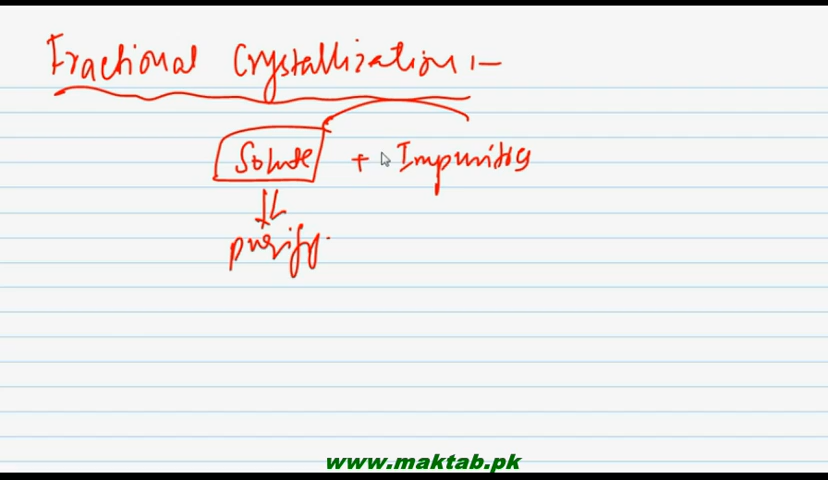 Fractional Crystallization :-
Solute + Impurities
purify.
www.maktab.pk